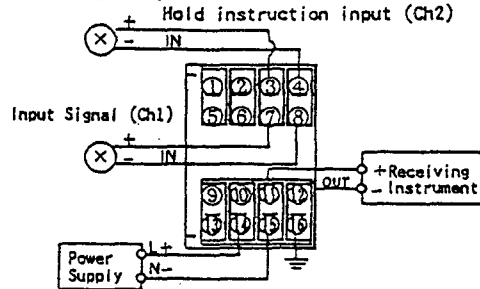 Hold instruction input (Ch2)
+
- IN
① ② ③ ④
⑤ ⑥ ⑦ ⑧
Input Signal (Ch1)
+
- IN
⑨ ⑩ ⑪ ⑫
⑬ ⑭ ⑮ ⑯
OUT
+ Receiving
- Instrument
Power
Supply
L+
N-